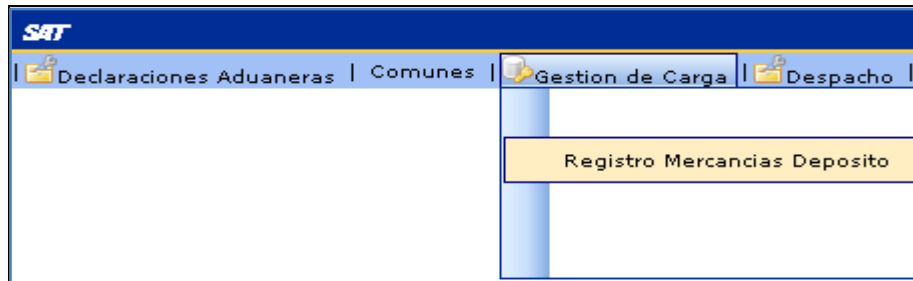 SAT
| Declaraciones Aduaneras | Comunes | Gestion de Carga | Despacho |
Registro Mercancias Deposito